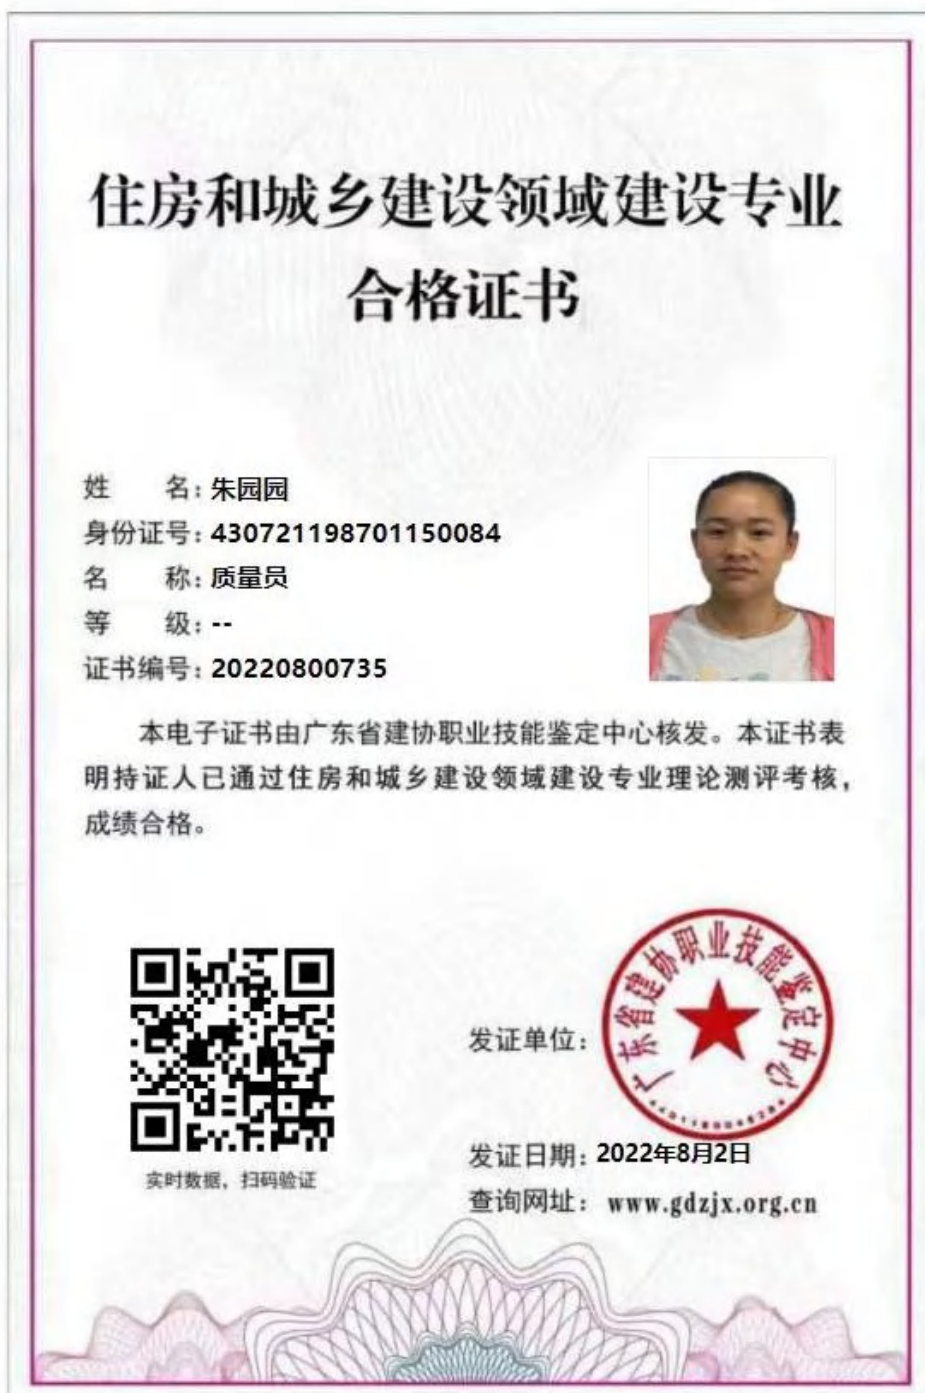 住房和城乡建设领域建设专业
合格证书
姓　　名：朱园园
身份证号：430721198701150084
名　　称：质量员
等　　级：--
证书编号：20220800735
本电子证书由广东省建协职业技能鉴定中心核发。本证书表
明持证人已通过住房和城乡建设领域建设专业理论测评考核，
成绩合格。
广东省建协职业技能鉴定中心
发证单位：
实时数据，扫码验证
发证日期：2022年8月2日
查询网址：www.gdzjx.org.cn